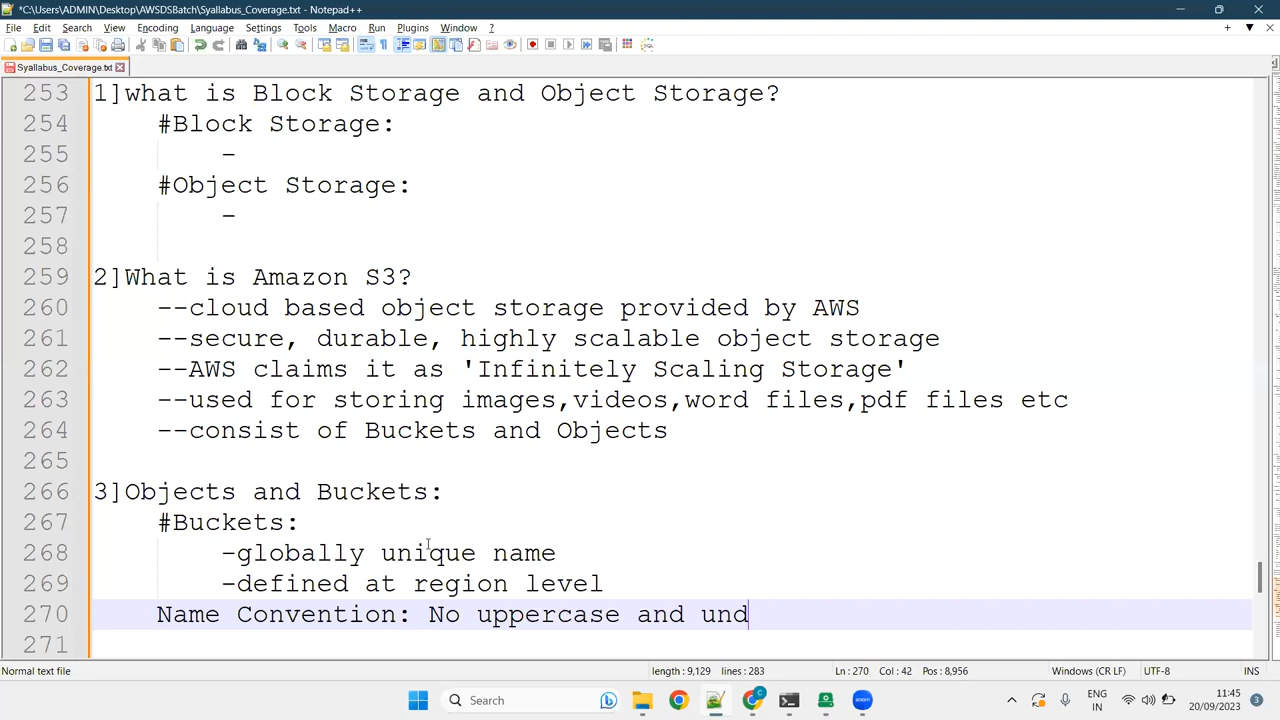 *C:\Users\ADMIN\Desktop\AWSDSBatch\Syallabus_Coverage.txt - Notepad++
File Edit Search View Encoding Language Settings Tools Macro Run Plugins Window ?
Syallabus_Coverage.txt
253 1]what is Block Storage and Object Storage?
254 #Block Storage:
255 -
256 #Object Storage:
257 -
258
259 2]What is Amazon S3?
260 --cloud based object storage provided by AWS
261 --secure, durable, highly scalable object storage
262 --AWS claims it as 'Infinitely Scaling Storage'
263 --used for storing images,videos,word files,pdf files etc
264 --consist of Buckets and Objects
265
266 3]Objects and Buckets:
267 #Buckets:
268 -globally unique name
269 -defined at region level
270 Name Convention: No uppercase and und
271
Normal text file length : 9,129 lines : 283 Ln : 270 Col : 42 Pos : 8,956 Windows (CR LF) UTF-8 INS
Search ENG IN 11:45 20/09/2023 3